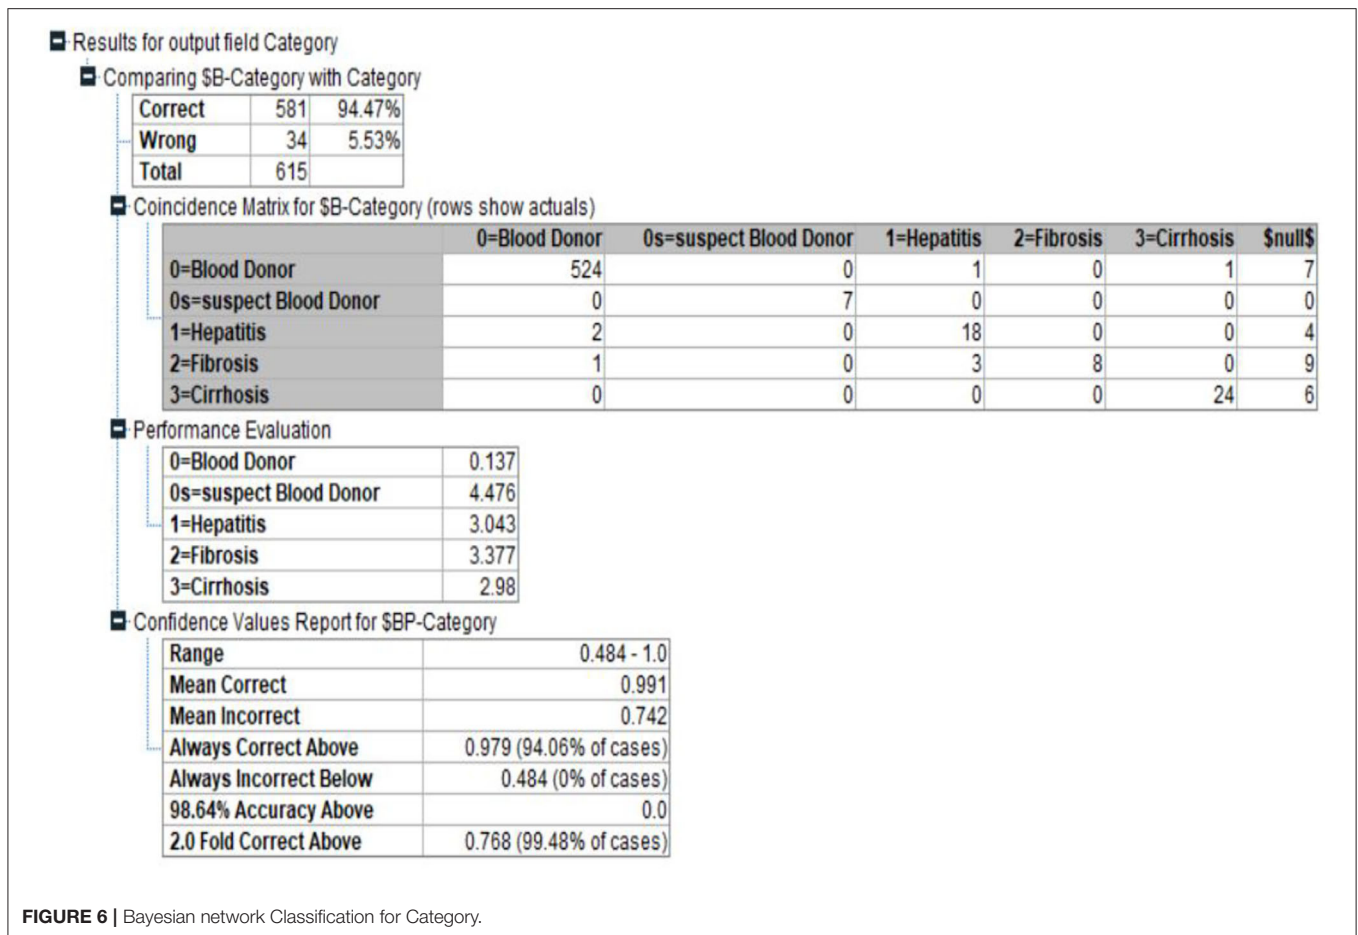 Results for output field Category
Comparing $B-Category with Category
Correct 581 94.47%
Wrong 34 5.53%
Total 615
Coincidence Matrix for $B-Category (rows show actuals)
0=Blood Donor 0s=suspect Blood Donor 1=Hepatitis 2=Fibrosis 3=Cirrhosis $null$
0=Blood Donor 524 0 1 0 1 7
0s=suspect Blood Donor 0 7 0 0 0 0
1=Hepatitis 2 0 18 0 0 4
2=Fibrosis 1 0 3 8 0 9
3=Cirrhosis 0 0 0 0 24 6
Performance Evaluation
0=Blood Donor 0.137
0s=suspect Blood Donor 4.476
1=Hepatitis 3.043
2=Fibrosis 3.377
3=Cirrhosis 2.98
Confidence Values Report for $BP-Category
Range 0.484 - 1.0
Mean Correct 0.991
Mean Incorrect 0.742
Always Correct Above 0.979 (94.06% of cases)
Always Incorrect Below 0.484 (0% of cases)
98.64% Accuracy Above 0.0
2.0 Fold Correct Above 0.768 (99.48% of cases)
FIGURE 6 | Bayesian network Classification for Category.